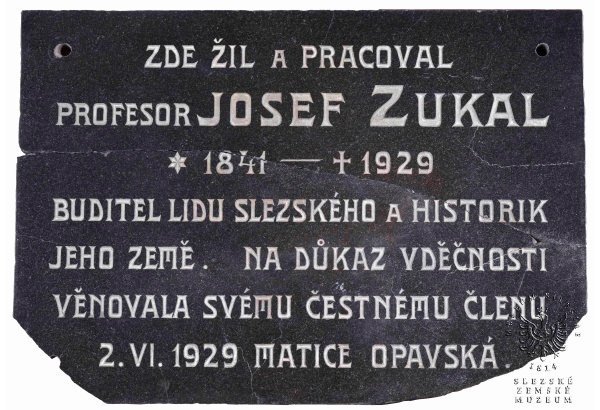 ZDE ŽIL A PRACOVAL
PROFESOR JOSEF ZUKAL
* 1841 — † 1929
BUDITEL LIDU SLEZSKÉHO A HISTORIK
JEHO ZEMĚ. NA DŮKAZ VDĚČNOSTI
VĚNOVALA SVÉMU ČESTNÉMU ČLENU
2. VI. 1929 MATICE OPAVSKÁ.
1814
SLEZSKÉ
ZEMSKÉ
MUZEUM